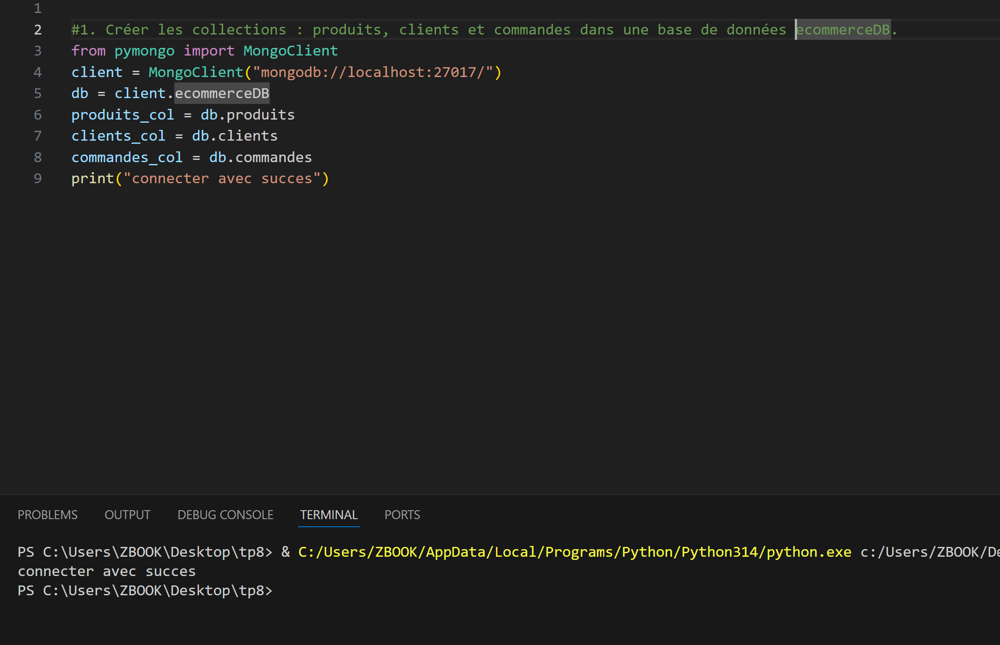 1
2 #1. Créer les collections : produits, clients et commandes dans une base de données ecommerceDB.
3 from pymongo import MongoClient
4 client = MongoClient("mongodb://localhost:27017/")
5 db = client.ecommerceDB
6 produits_col = db.produits
7 clients_col = db.clients
8 commandes_col = db.commandes
9 print("connecter avec succes")
PROBLEMS OUTPUT DEBUG CONSOLE TERMINAL PORTS
PS C:\Users\ZBOOK\Desktop\tp8> & C:/Users/ZBOOK/AppData/Local/Programs/Python/Python314/python.exe c:/Users/ZBOOK/De
connecter avec succes
PS C:\Users\ZBOOK\Desktop\tp8>